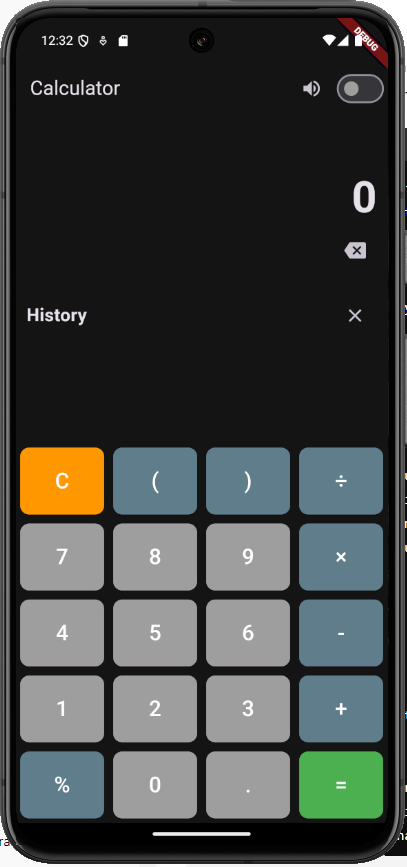 12:32
DEBUG
Calculator
0
History
C ( ) ÷
7 8 9 ×
4 5 6 -
1 2 3 +
% 0 . =